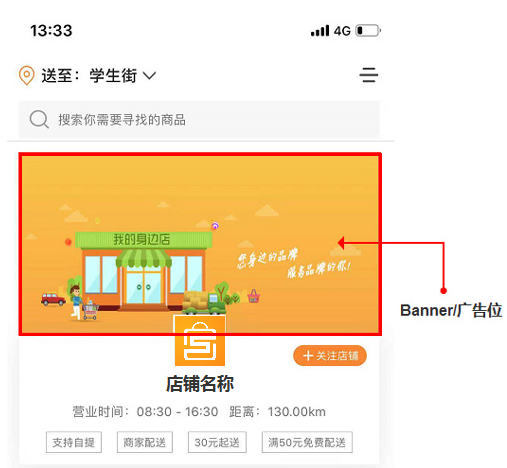 13:33
4G
送至：学生街
搜索你需要寻找的商品
我的身边店
您身边的品牌
服务品牌的你!
Banner/广告位
＋关注店铺
店铺名称
营业时间：08:30 - 16:30 距离：130.00km
支持自提 商家配送 30元起送 满50元免费配送